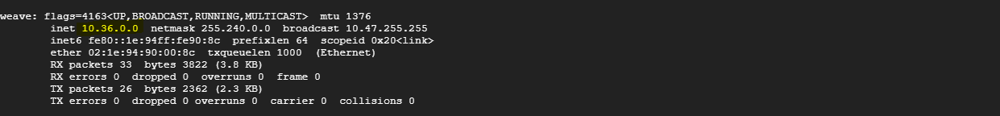 weave: flags=4163<UP,BROADCAST,RUNNING,MULTICAST>  mtu 1376
        inet 10.36.0.0  netmask 255.240.0.0  broadcast 10.47.255.255
        inet6 fe80::1e:94ff:fe90:8c  prefixlen 64  scopeid 0x20<link>
        ether 02:1e:94:90:00:8c  txqueuelen 1000  (Ethernet)
        RX packets 33  bytes 3822 (3.8 KB)
        RX errors 0  dropped 0  overruns 0  frame 0
        TX packets 26  bytes 2362 (2.3 KB)
        TX errors 0  dropped 0 overruns 0  carrier 0  collisions 0